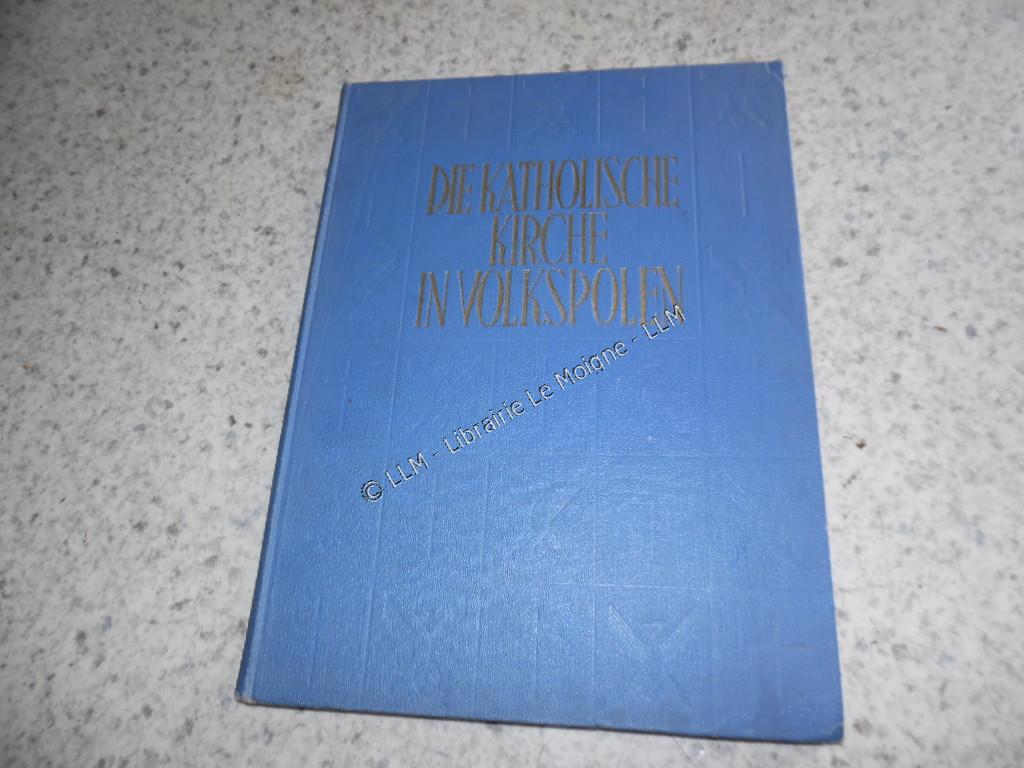 DIE KATHOLISCHE
KIRCHE
IN VOLKSPOLEN
© LLM - Librairie Le Moigne - LLM